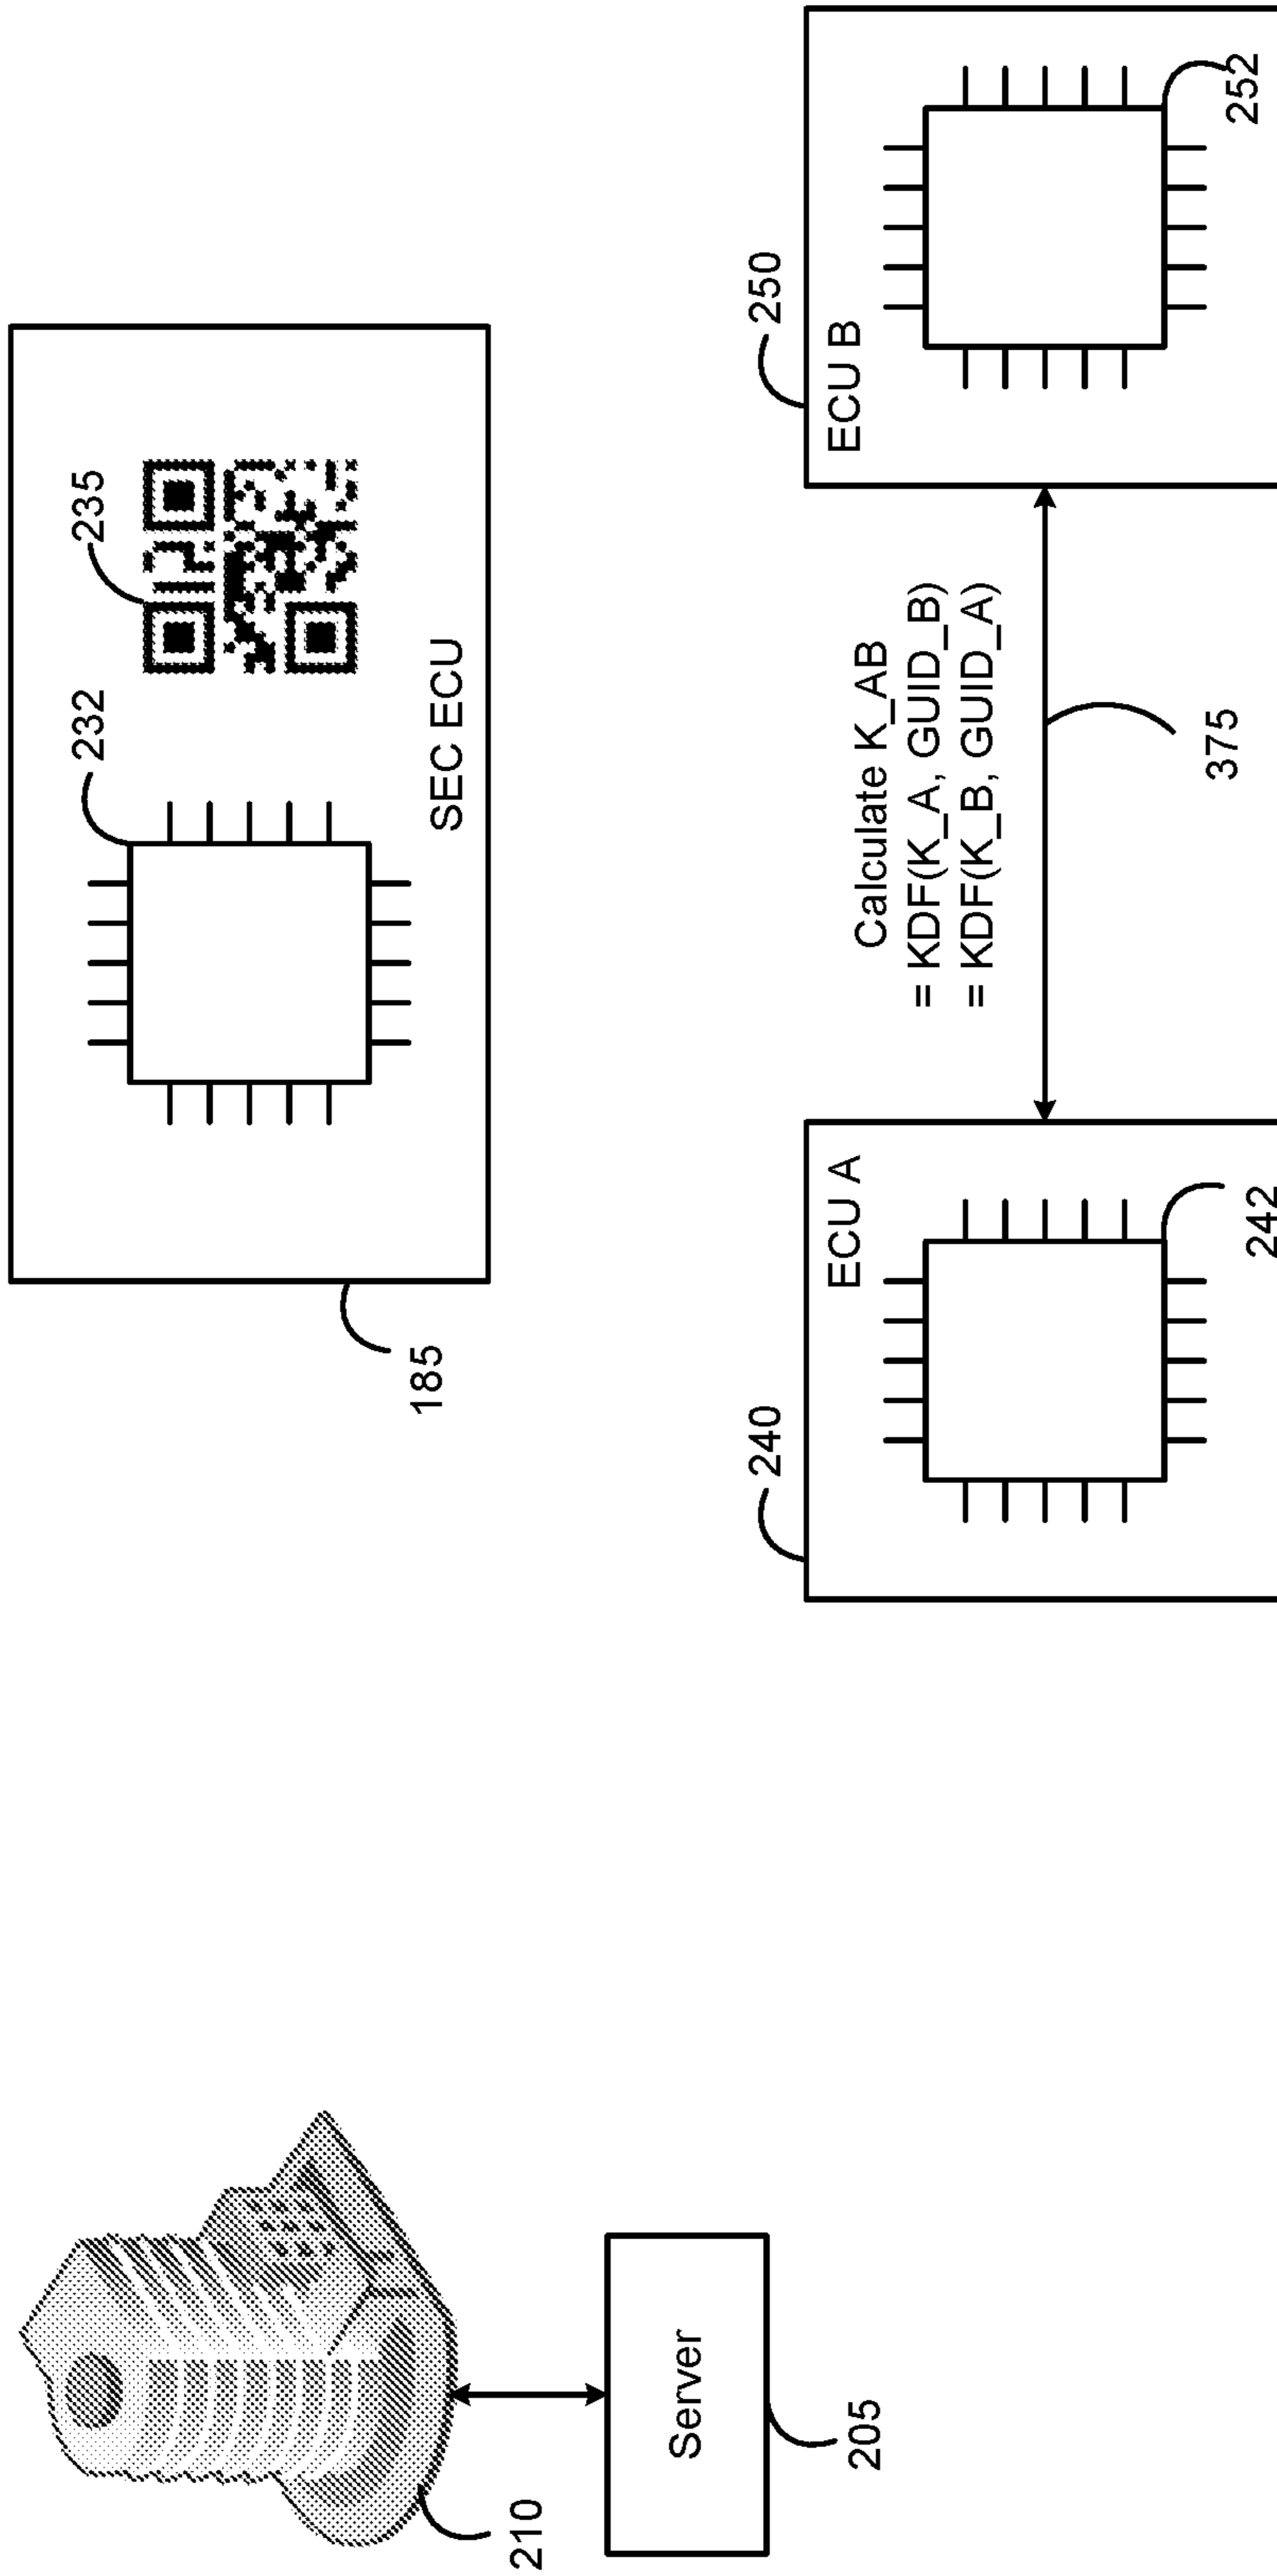 210
Server
205
185
232
235
SEC ECU
240
ECU A
242
Calculate K_AB
= KDF(K_A, GUID_B)
= KDF(K_B, GUID_A)
375
250
ECU B
252